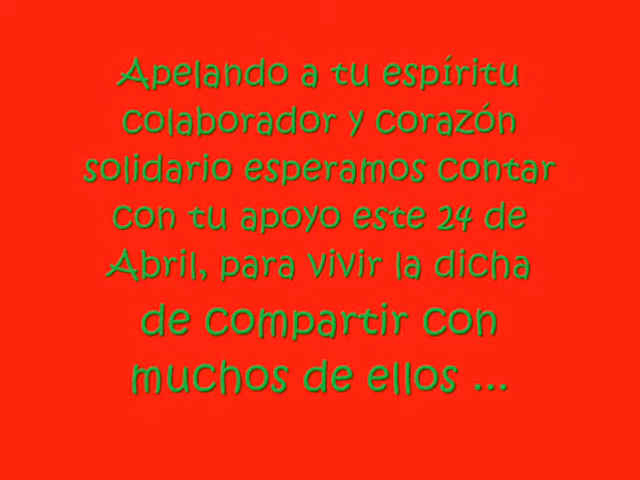 Apelando a tu espíritu
colaborador y corazón
solidario esperamos contar
con tu apoyo este 24 de
Abril, para vivir la dicha
de compartir con
muchos de ellos ...